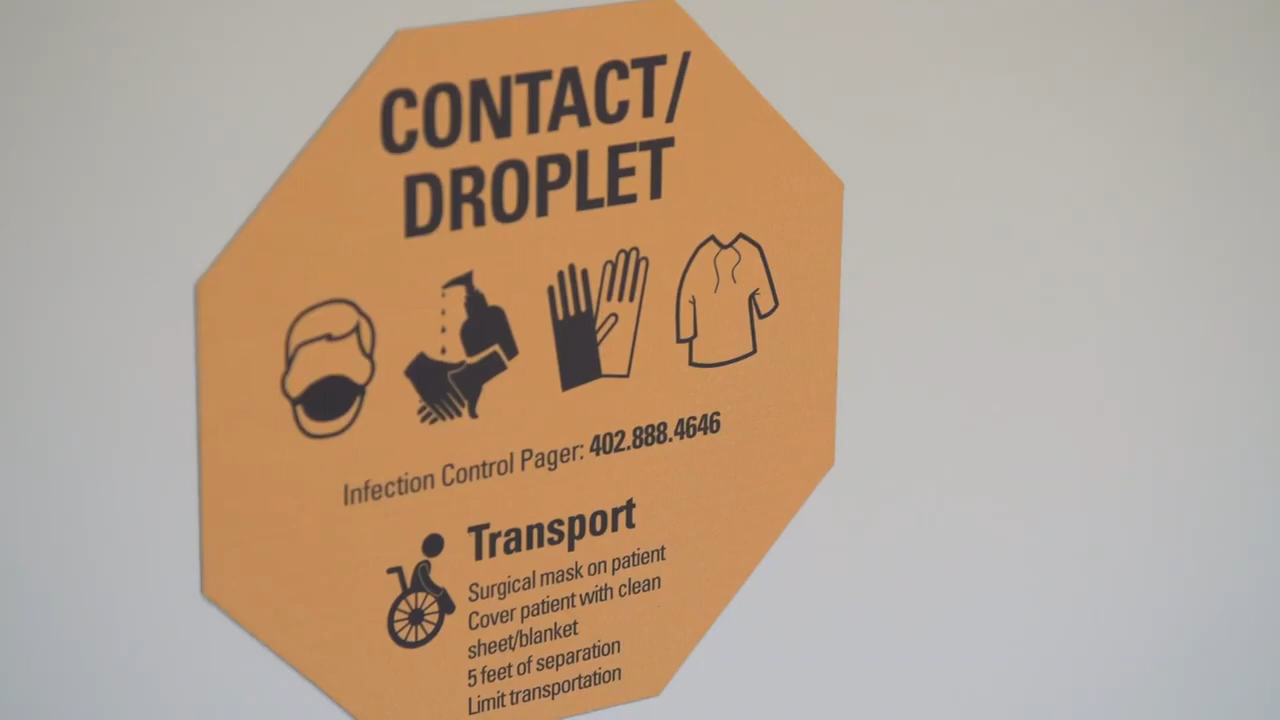 CONTACT/
DROPLET
Infection Control Pager: 402.888.4646
Transport
Surgical mask on patient
Cover patient with clean
sheet/blanket
5 feet of separation
Limit transportation